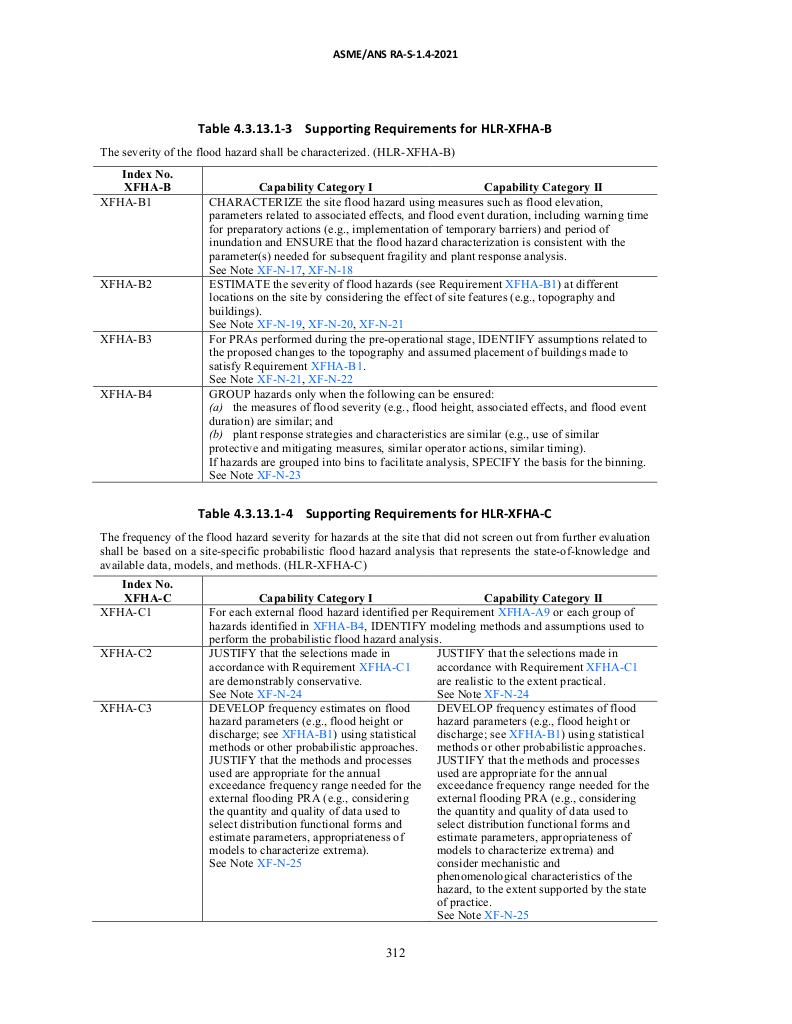 ASME/ANS RA-S-1.4-2021
Table 4.3.13.1-3 Supporting Requirements for HLR-XFHA-B
The severity of the flood hazard shall be characterized. (HLR-XFHA-B)
Index No.
XFHA-B Capability Category I Capability Category II
XFHA-B1 CHARACTERIZE the site flood hazard using measures such as flood elevation,
parameters related to associated effects, and flood event duration, including warning time
for preparatory actions (e.g., implementation of temporary barriers) and period of
inundation and ENSURE that the flood hazard characterization is consistent with the
parameter(s) needed for subsequent fragility and plant response analysis.
See Note XF-N-17, XF-N-18
XFHA-B2 ESTIMATE the severity of flood hazards (see Requirement XFHA-B1) at different
locations on the site by considering the effect of site features (e.g., topography and
buildings).
See Note XF-N-19, XF-N-20, XF-N-21
XFHA-B3 For PRAs performed during the pre-operational stage, IDENTIFY assumptions related to
the proposed changes to the topography and assumed placement of buildings made to
satisfy Requirement XFHA-B1.
See Note XF-N-21, XF-N-22
XFHA-B4 GROUP hazards only when the following can be ensured:
(a) the measures of flood severity (e.g., flood height, associated effects, and flood event
duration) are similar; and
(b) plant response strategies and characteristics are similar (e.g., use of similar
protective and mitigating measures, similar operator actions, similar timing).
If hazards are grouped into bins to facilitate analysis, SPECIFY the basis for the binning.
See Note XF-N-23
Table 4.3.13.1-4 Supporting Requirements for HLR-XFHA-C
The frequency of the flood hazard severity for hazards at the site that did not screen out from further evaluation
shall be based on a site-specific probabilistic flood hazard analysis that represents the state-of-knowledge and
available data, models, and methods. (HLR-XFHA-C)
Index No.
XFHA-C Capability Category I Capability Category II
XFHA-C1 For each external flood hazard identified per Requirement XFHA-A9 or each group of
hazards identified in XFHA-B4, IDENTIFY modeling methods and assumptions used to
perform the probabilistic flood hazard analysis.
XFHA-C2 JUSTIFY that the selections made in
accordance with Requirement XFHA-C1
are demonstrably conservative.
See Note XF-N-24
JUSTIFY that the selections made in
accordance with Requirement XFHA-C1
are realistic to the extent practical.
See Note XF-N-24
XFHA-C3 DEVELOP frequency estimates on flood
hazard parameters (e.g., flood height or
discharge; see XFHA-B1) using statistical
methods or other probabilistic approaches.
JUSTIFY that the methods and processes
used are appropriate for the annual
exceedance frequency range needed for the
external flooding PRA (e.g., considering
the quantity and quality of data used to
select distribution functional forms and
estimate parameters, appropriateness of
models to characterize extrema).
See Note XF-N-25
DEVELOP frequency estimates of flood
hazard parameters (e.g., flood height or
discharge; see XFHA-B1) using statistical
methods or other probabilistic approaches.
JUSTIFY that the methods and processes
used are appropriate for the annual
exceedance frequency range needed for the
external flooding PRA (e.g., considering
the quantity and quality of data used to
select distribution functional forms and
estimate parameters, appropriateness of
models to characterize extrema) and
consider mechanistic and
phenomenological characteristics of the
hazard, to the extent supported by the state
of practice.
See Note XF-N-25
312